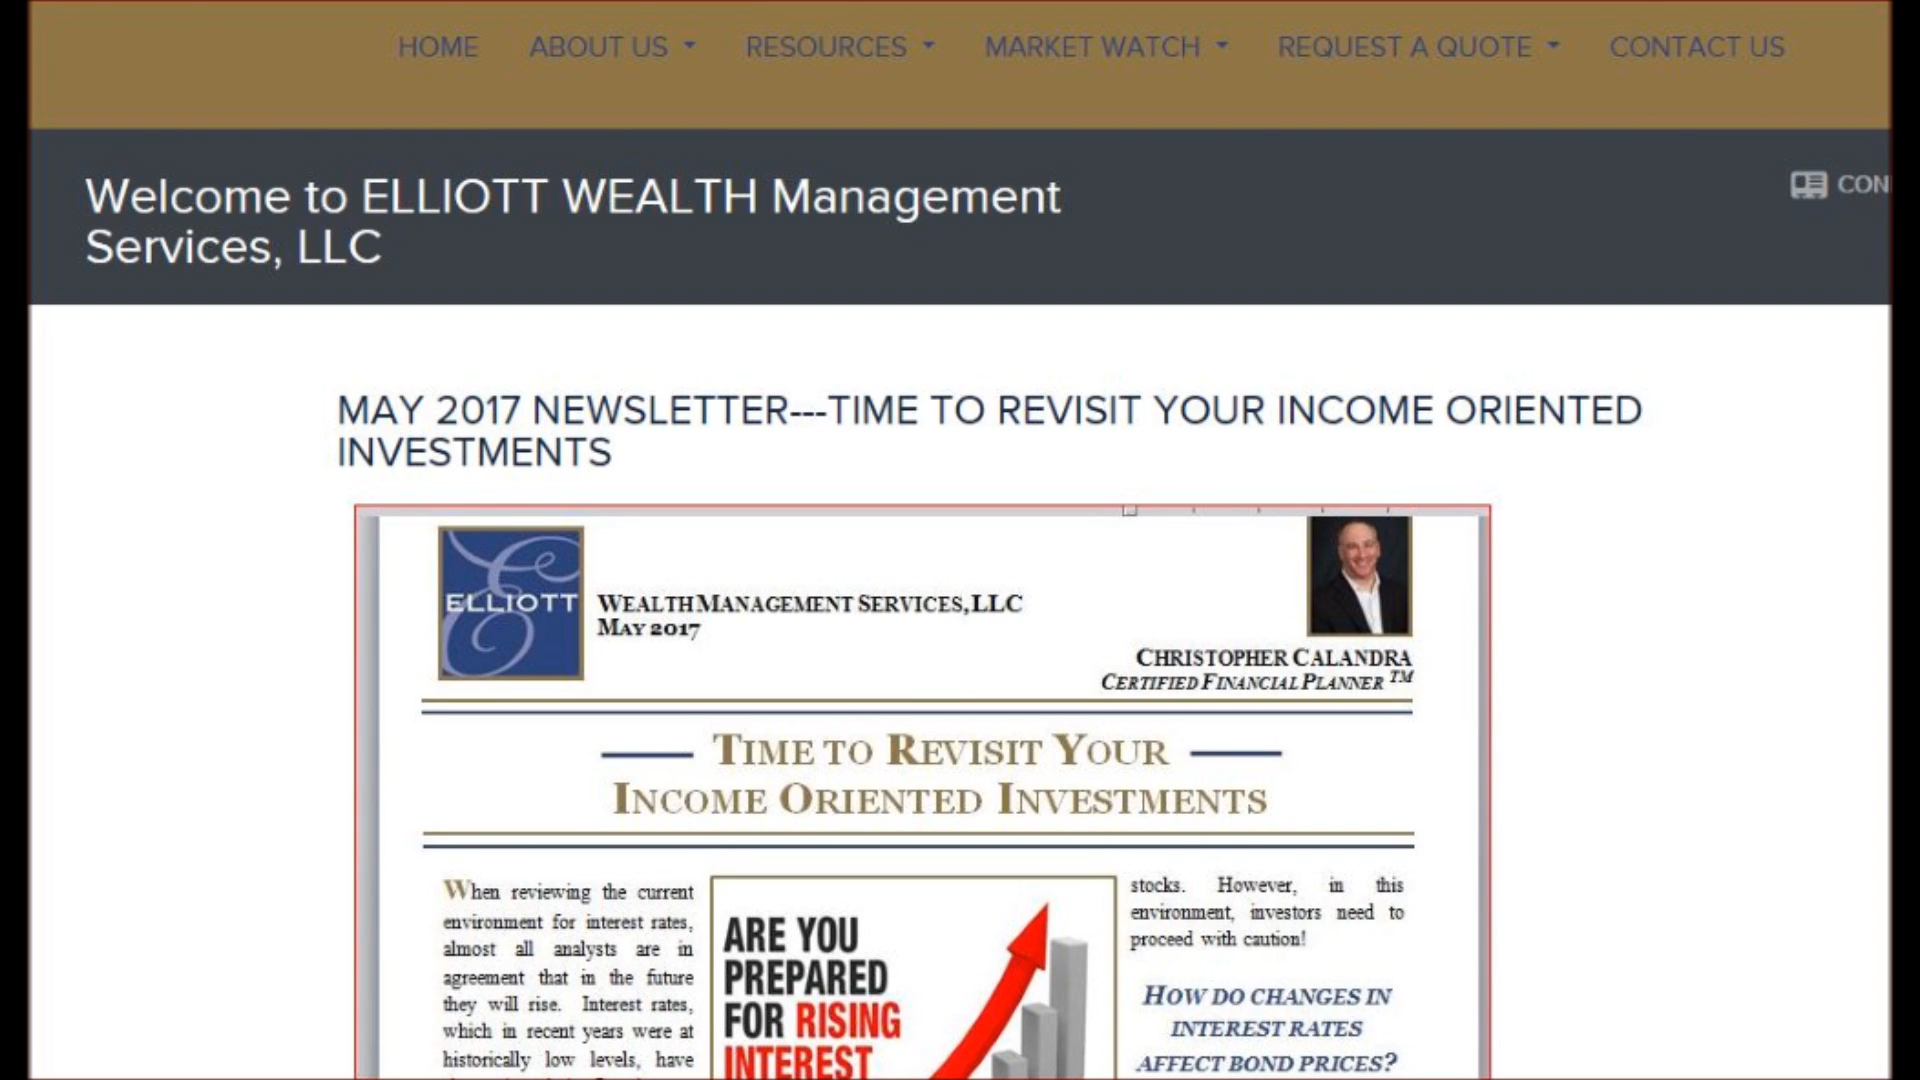 HOME ABOUT US RESOURCES MARKET WATCH REQUEST A QUOTE CONTACT US
Welcome to ELLIOTT WEALTH Management
Services, LLC
MAY 2017 NEWSLETTER---TIME TO REVISIT YOUR INCOME ORIENTED
INVESTMENTS
ELLIOTT
WEALTH MANAGEMENT SERVICES, LLC
MAY 2017
CHRISTOPHER CALANDRA
CERTIFIED FINANCIAL PLANNER TM
TIME TO REVISIT YOUR
INCOME ORIENTED INVESTMENTS
When reviewing the current
environment for interest rates,
almost all analysts are in
agreement that in the future
they will rise. Interest rates,
which in recent years were at
historically low levels, have
ARE YOU
PREPARED
FOR RISING
INTEREST
stocks. However, in this
environment, investors need to
proceed with caution!
HOW DO CHANGES IN
INTEREST RATES
AFFECT BOND PRICES?